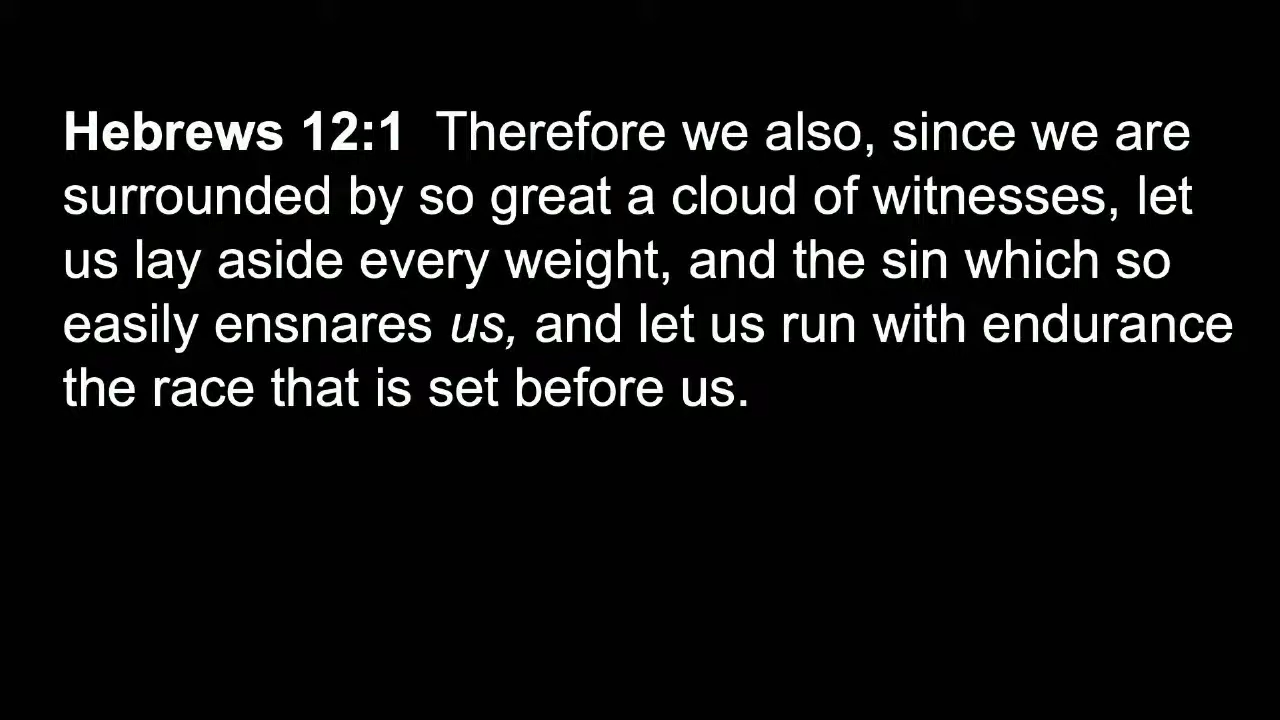 Hebrews 12:1  Therefore we also, since we are
surrounded by so great a cloud of witnesses, let
us lay aside every weight, and the sin which so
easily ensnares us, and let us run with endurance
the race that is set before us.